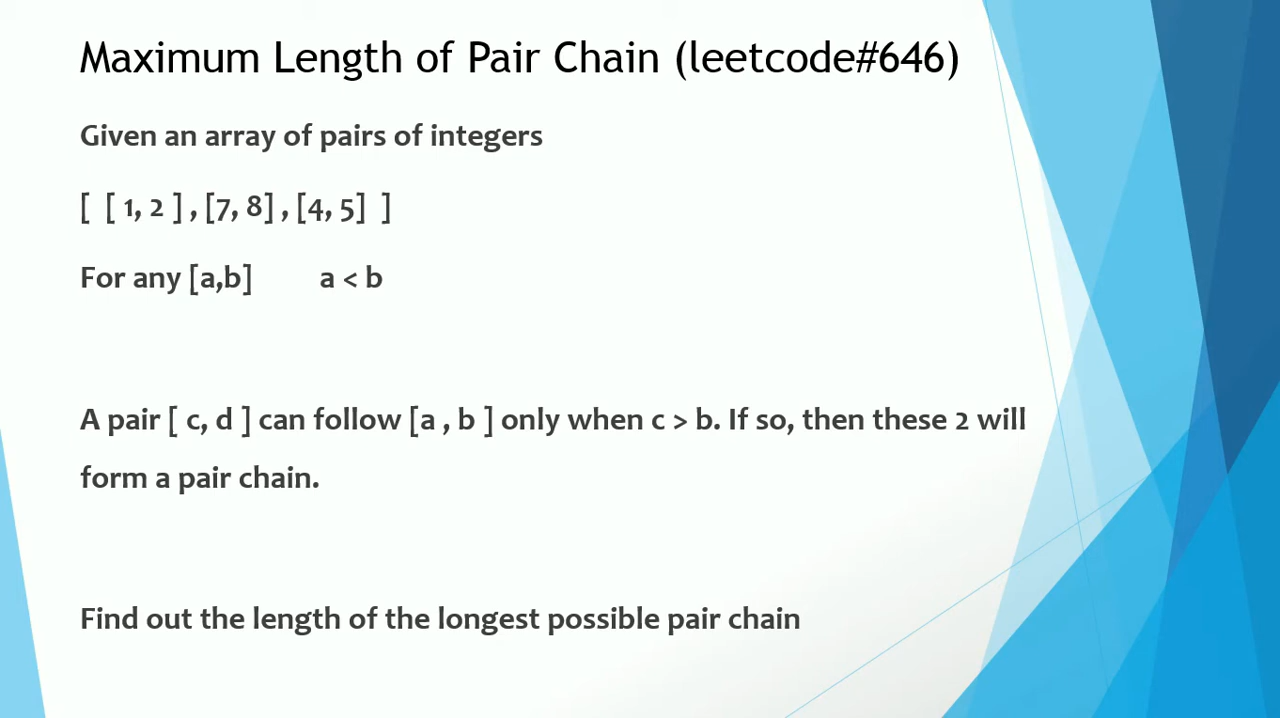 Maximum Length of Pair Chain (leetcode#646)
Given an array of pairs of integers
[ [ 1, 2 ] , [7, 8] , [4, 5] ]
For any [a,b] a < b
A pair [ c, d ] can follow [a , b ] only when c > b. If so, then these 2 will
form a pair chain.
Find out the length of the longest possible pair chain